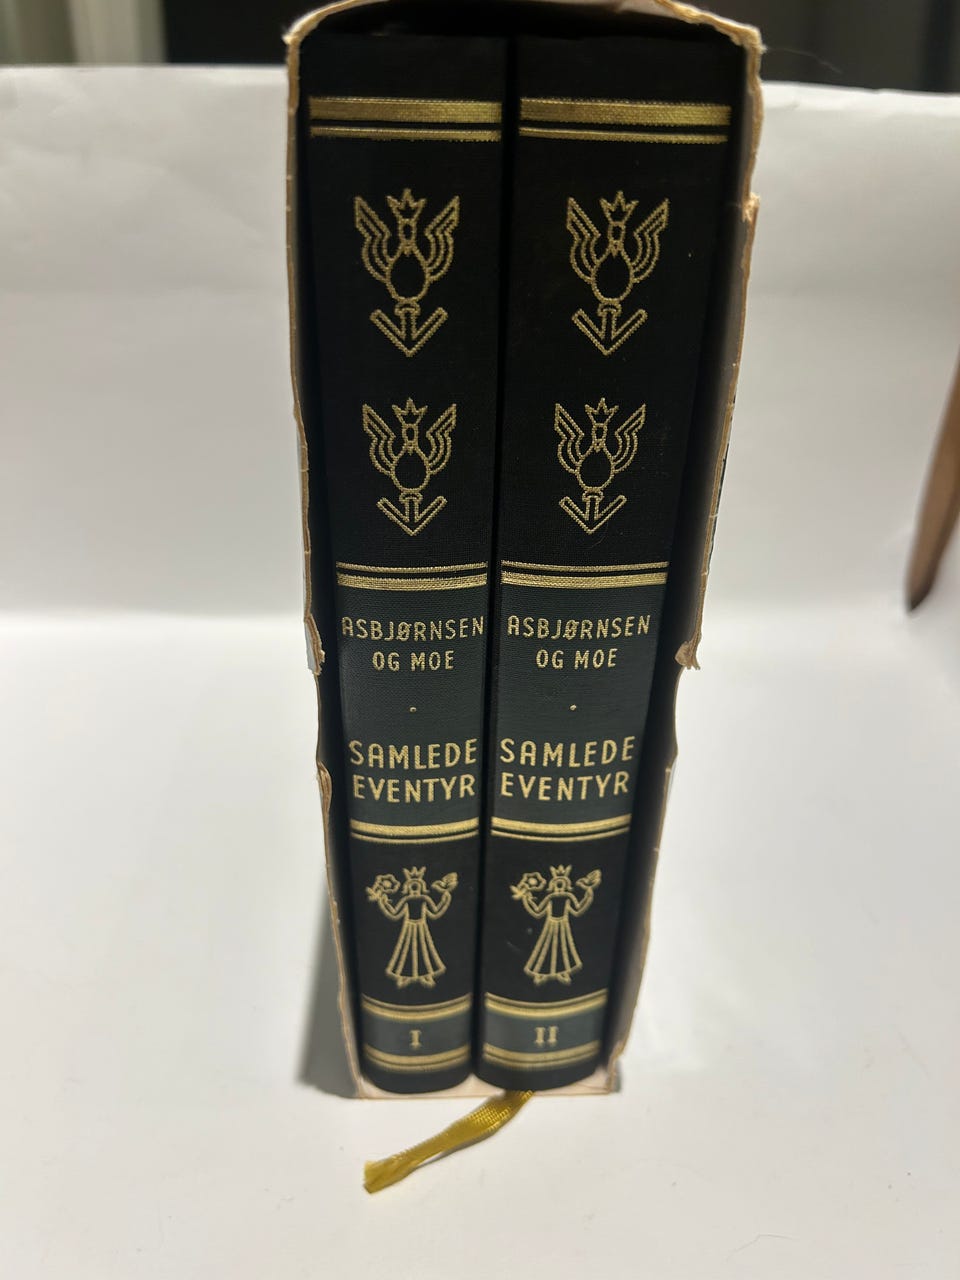 ASBJØRNSEN
OG MOE
SAMLEDE
EVENTYR
I
ASBJØRNSEN
OG MOE
SAMLEDE
EVENTYR
II